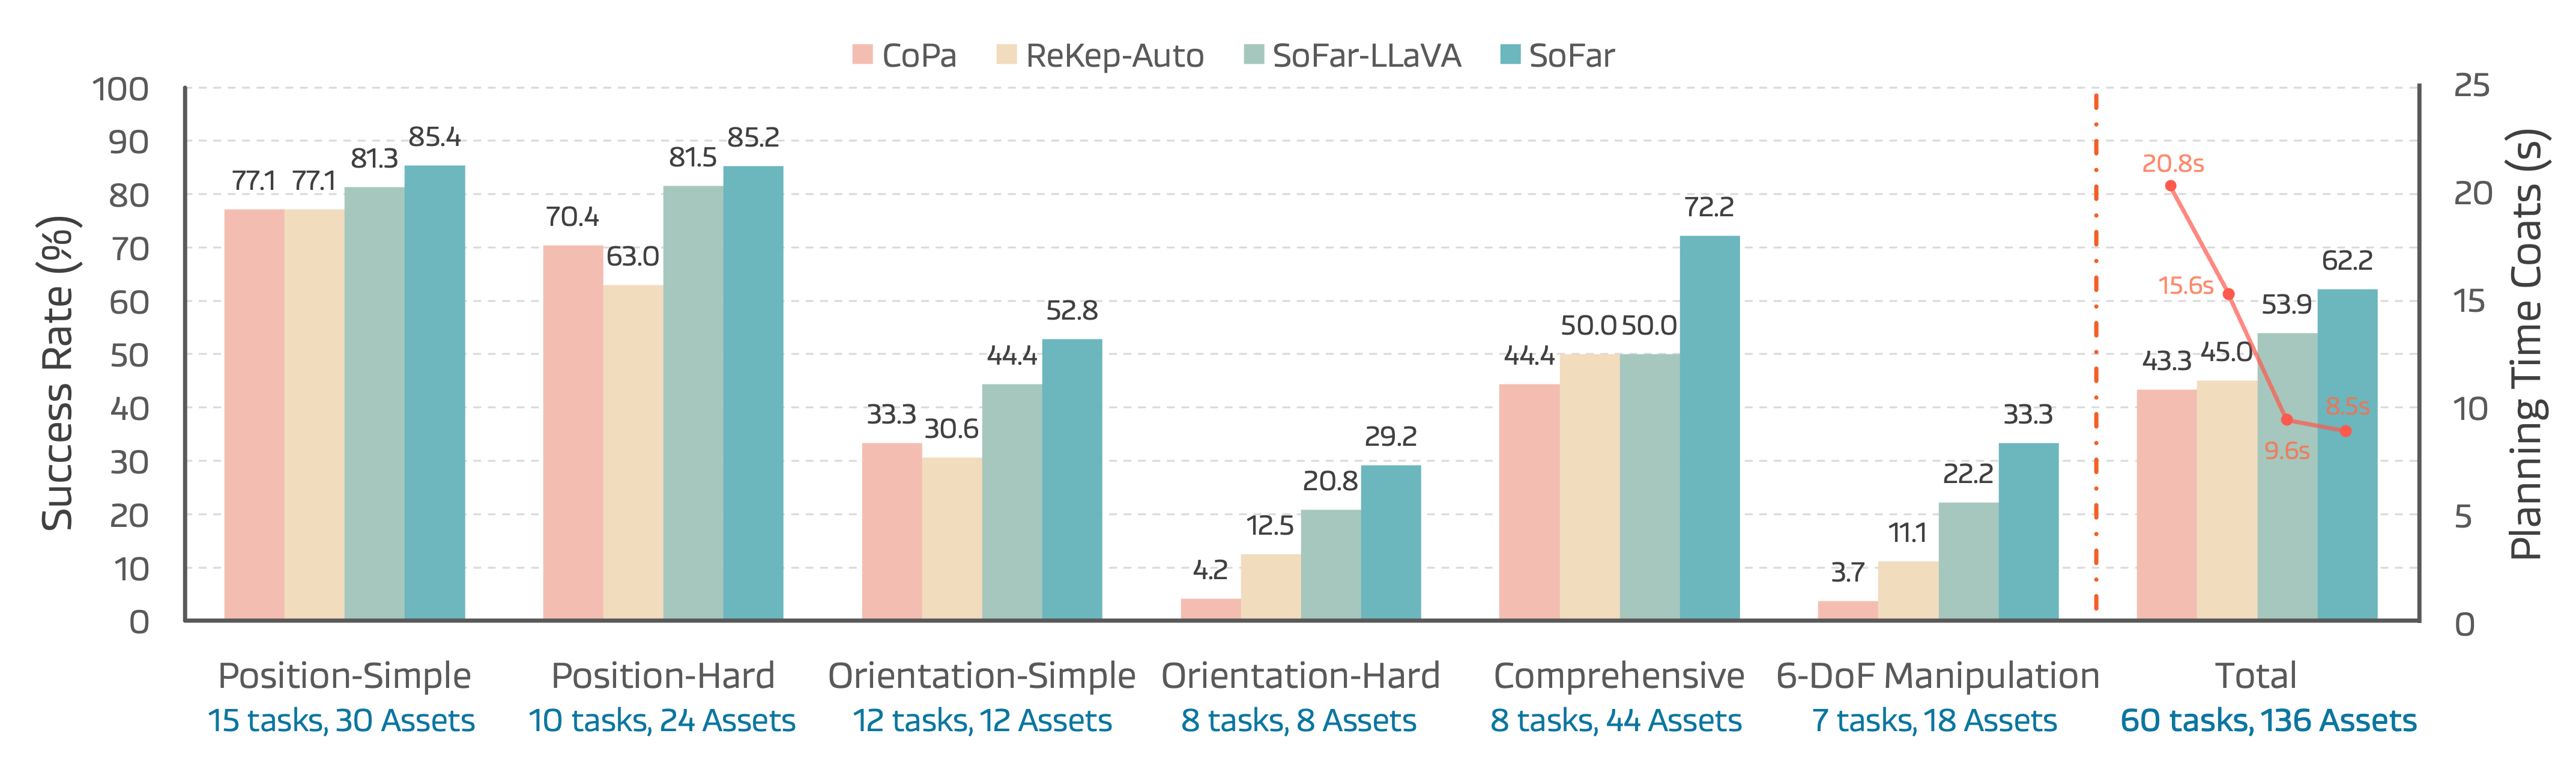 CoPa ReKep-Auto SoFar-LLaVA SoFar
Success Rate (%)
100
90
80
70
60
50
40
30
20
10
0
77.1 77.1 81.3 85.4
70.4 63.0 81.5 85.2
33.3 30.6 44.4 52.8
4.2 12.5 20.8 29.2
44.4 50.0 50.0 72.2
3.7 11.1 22.2 33.3
43.3 45.0 53.9 62.2
20.8s
15.6s
9.6s
8.5s
25
20
15
10
5
0
Planning Time Coats (s)
Position-Simple Position-Hard Orientation-Simple Orientation-Hard Comprehensive 6-DoF Manipulation Total
15 tasks, 30 Assets 10 tasks, 24 Assets 12 tasks, 12 Assets 8 tasks, 8 Assets 8 tasks, 44 Assets 7 tasks, 18 Assets 60 tasks, 136 Assets